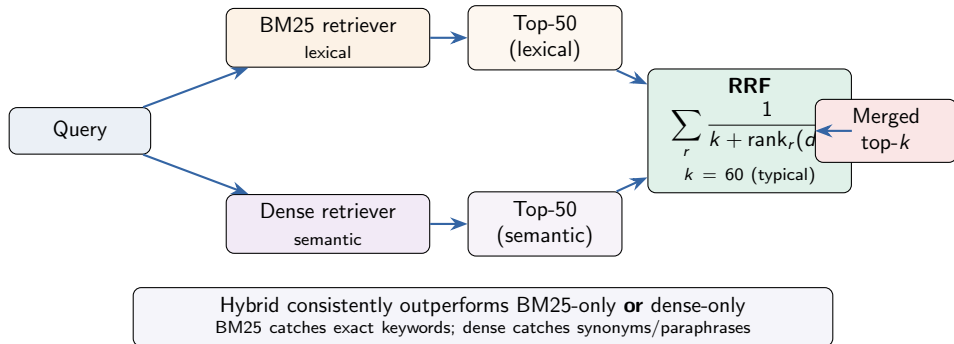 BM25 retriever
lexical
Top-50
(lexical)
Query
RRF
∑_r 1 / (k + rank_r(d
k = 60 (typical)
Merged
top-k
Dense retriever
semantic
Top-50
(semantic)
Hybrid consistently outperforms BM25-only or dense-only
BM25 catches exact keywords; dense catches synonyms/paraphrases